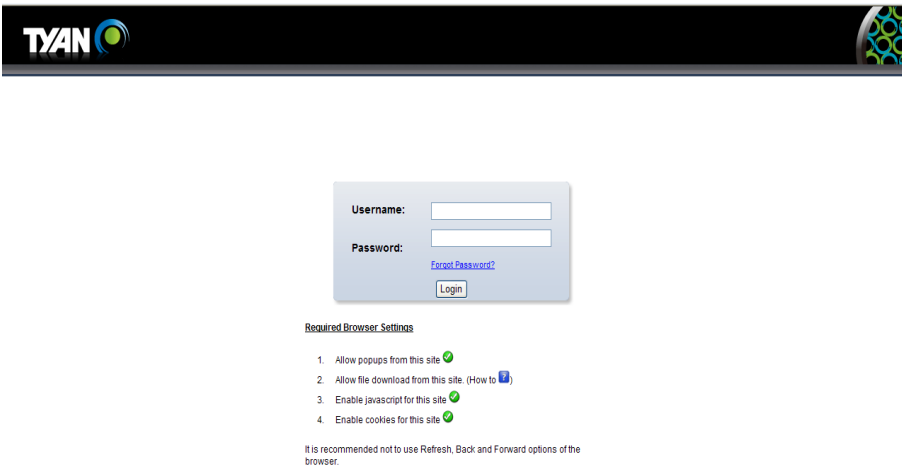 TYAN
Username:
Password:
Forgot Password?
Login
Required Browser Settings
1. Allow popups from this site
2. Allow file download from this site. (How to ?)
3. Enable javascript for this site
4. Enable cookies for this site
It is recommended not to use Refresh, Back and Forward options of the
browser.